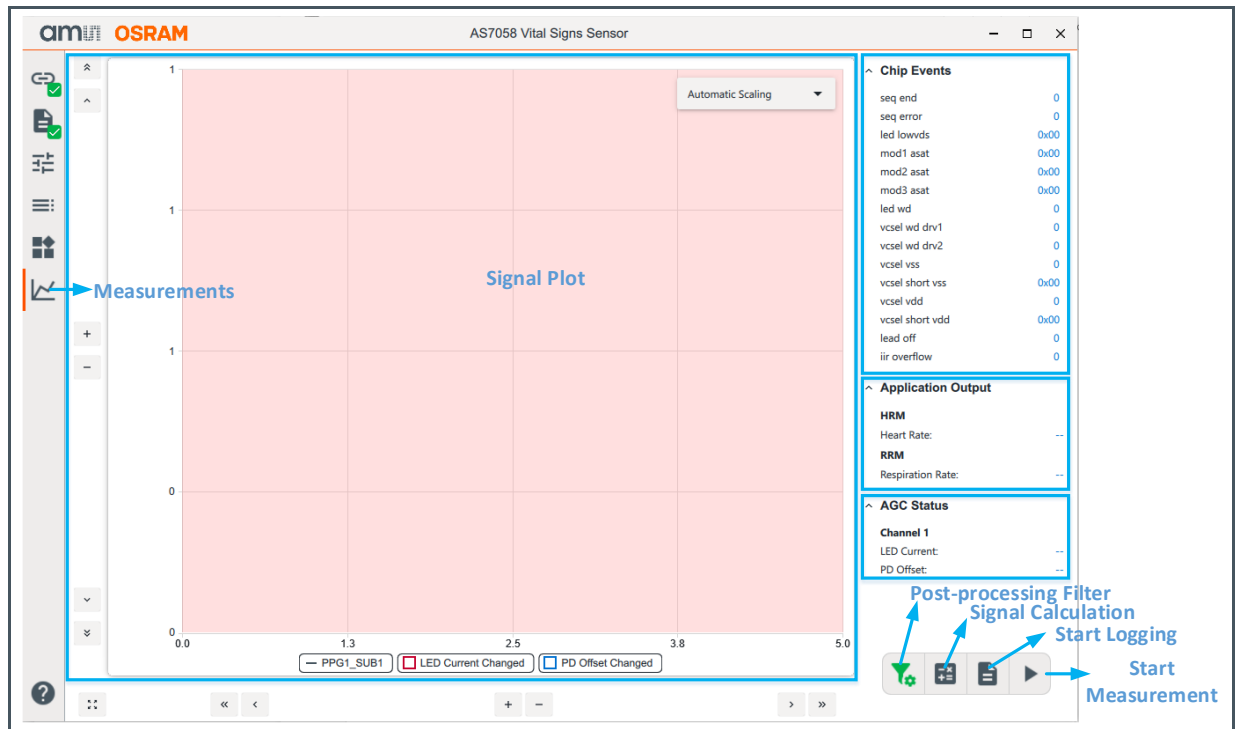 am OSRAM
AS7058 Vital Signs Sensor
Automatic Scaling
1
1
1
0
0
0.0 1.3 2.5 3.8 5.0
Signal Plot
Measurements
PPG1_SUB1 LED Current Changed PD Offset Changed
Chip Events
seq end 0
seq error 0
led lowvds 0x00
mod1 asat 0x00
mod2 asat 0x00
mod3 asat 0x00
led wd 0
vcsel wd drv1 0
vcsel wd drv2 0
vcsel vss 0
vcsel short vss 0x00
vcsel vdd 0
vcsel short vdd 0x00
lead off 0
iir overflow 0
Application Output
HRM
Heart Rate: --
RRM
Respiration Rate: --
AGC Status
Channel 1
LED Current: --
PD Offset: --
Post-processing Filter
Signal Calculation
Start Logging
Start
Measurement